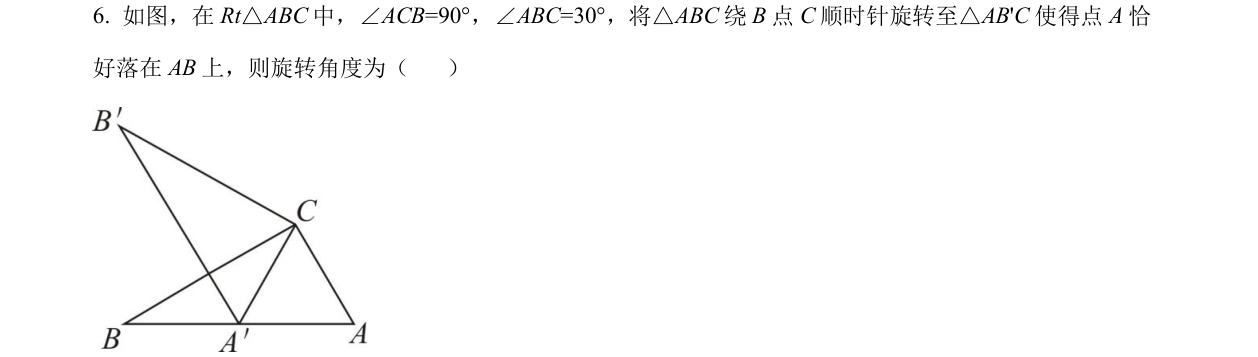 6. 如图，在 Rt△ABC 中，∠ACB=90°，∠ABC=30°，将△ABC 绕 B 点 C 顺时针旋转至△AB'C 使得点 A 恰
好落在 AB 上，则旋转角度为（ ）
B'
C
B
A'
A